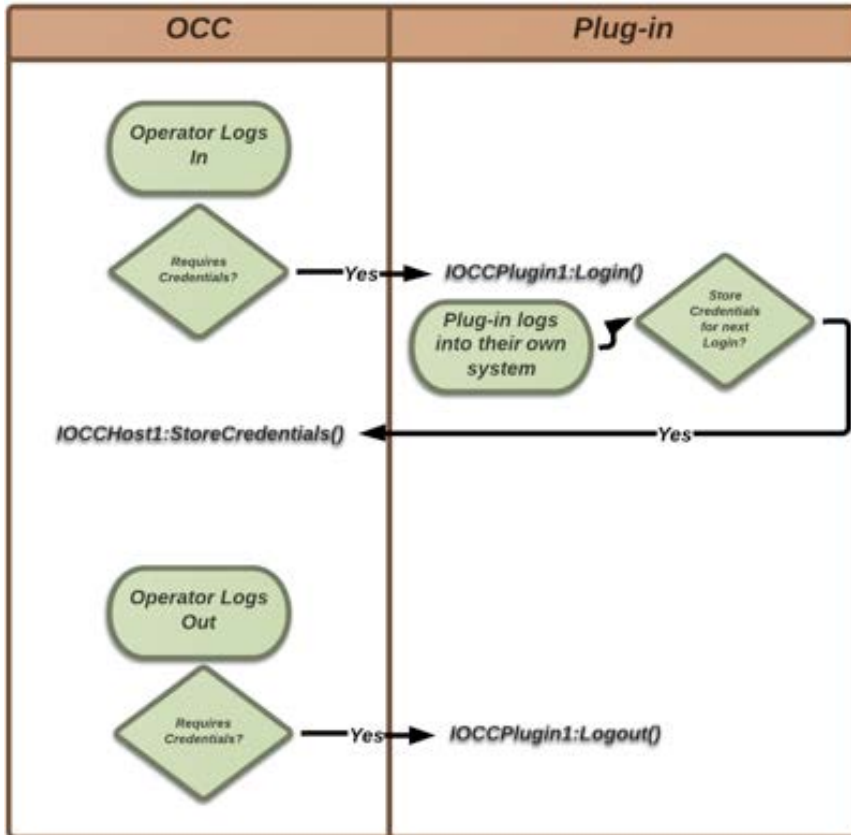 OCC
Plug-in
Operator Logs
In
Requires
Credentials?
Yes
IOCCPlugin1:Login()
Plug-in logs
into their own
system
Store
Credentials
for next
Login?
Yes
IOCCHost1:StoreCredentials()
Operator Logs
Out
Requires
Credentials?
Yes
IOCCPlugin1:Logout()